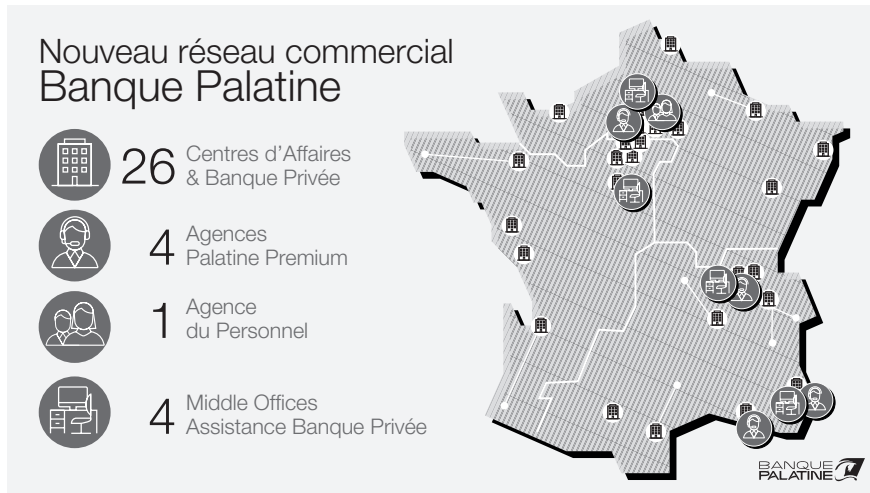 Nouveau réseau commercial
Banque Palatine
26 Centres d'Affaires
& Banque Privée
4 Agences
Palatine Premium
1 Agence
du Personnel
4 Middle Offices
Assistance Banque Privée
BANQUE
PALATINE